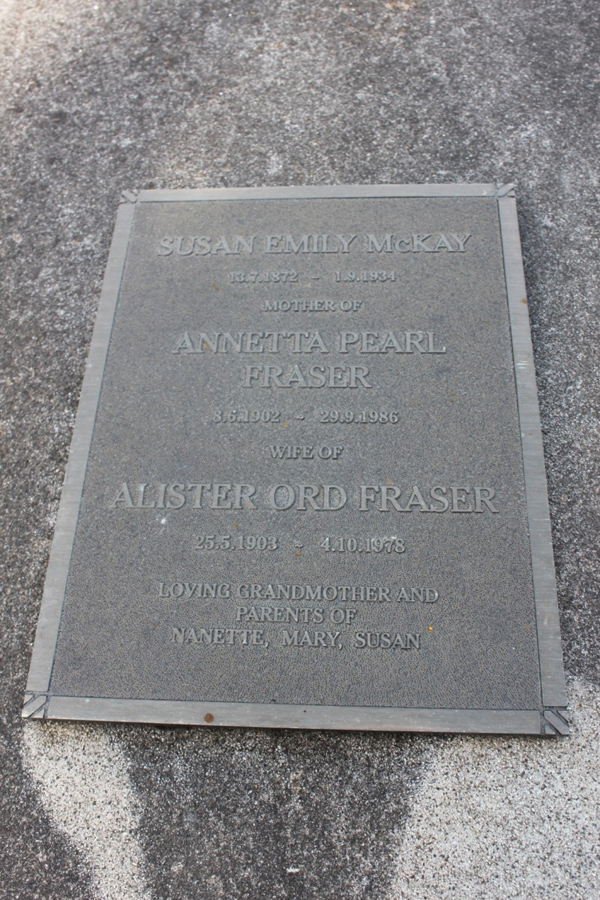 SUSAN EMILY McKAY
13.7.1872 ~ 1.9.1934
MOTHER OF
ANNETTA PEARL
FRASER
8.6.1902 ~ 29.9.1986
WIFE OF
ALISTER ORD FRASER
25.5.1903 ~ 4.10.1978
LOVING GRANDMOTHER AND
PARENTS OF
NANETTE, MARY, SUSAN